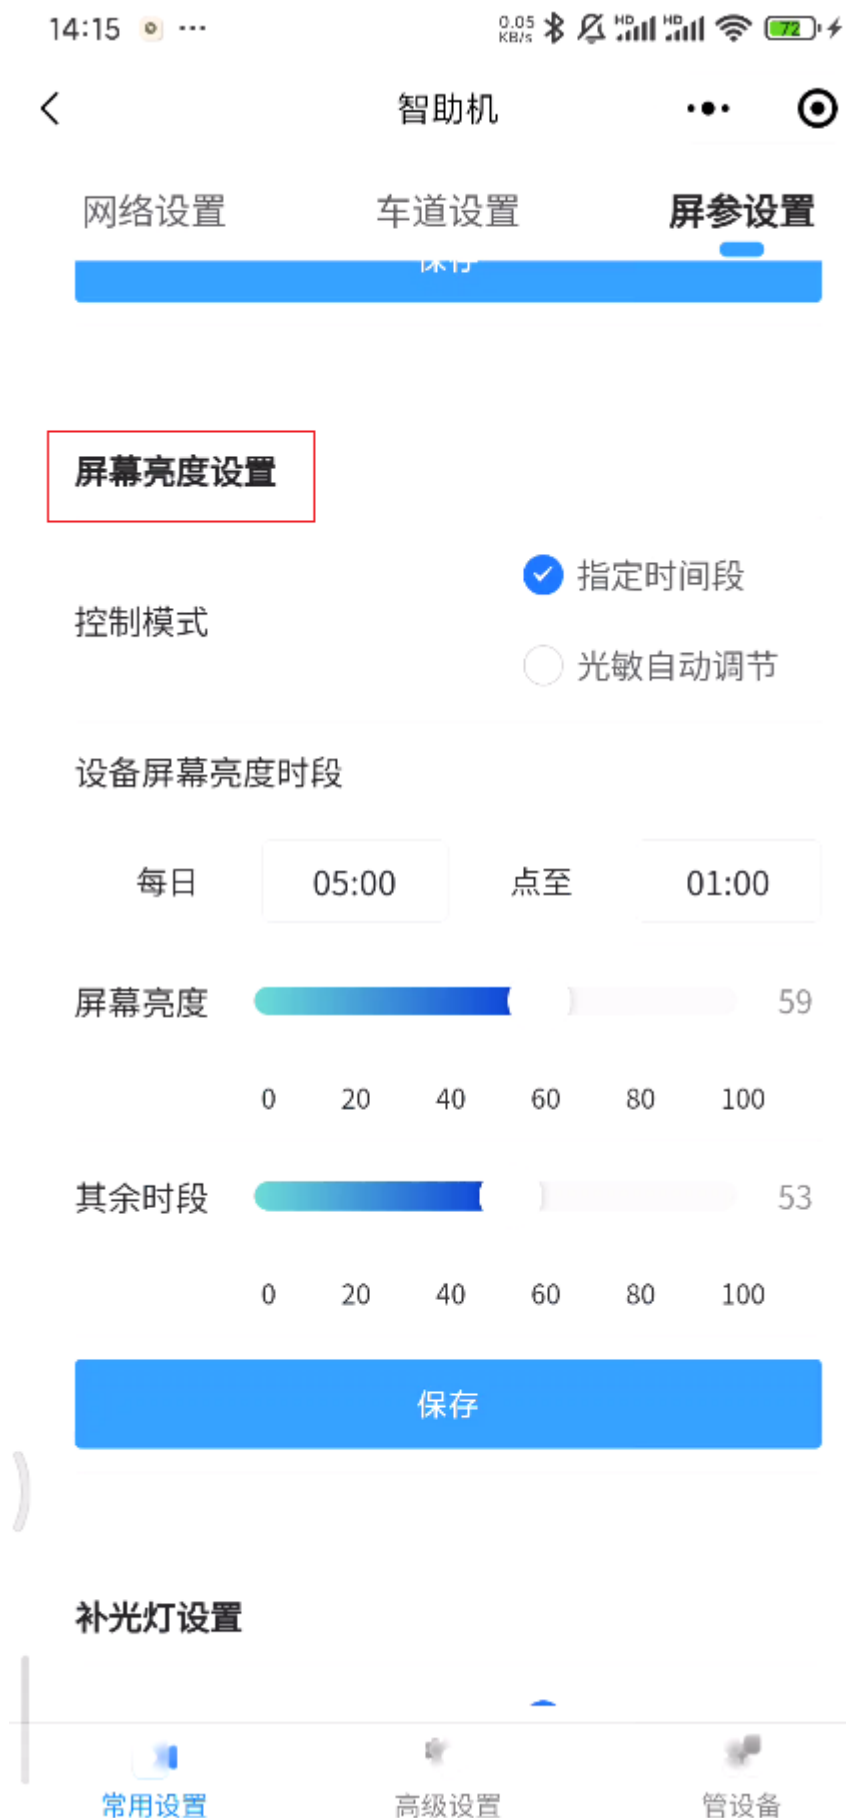 14:15 ... 0.05 KB/s HD HD 72
智助机
网络设置 车道设置 屏参设置
保存
屏幕亮度设置
指定时间段
控制模式
光敏自动调节
设备屏幕亮度时段
每日 05:00 点至 01:00
屏幕亮度 59
0 20 40 60 80 100
其余时段 53
0 20 40 60 80 100
保存
补光灯设置
常用设置 高级设置 管设备